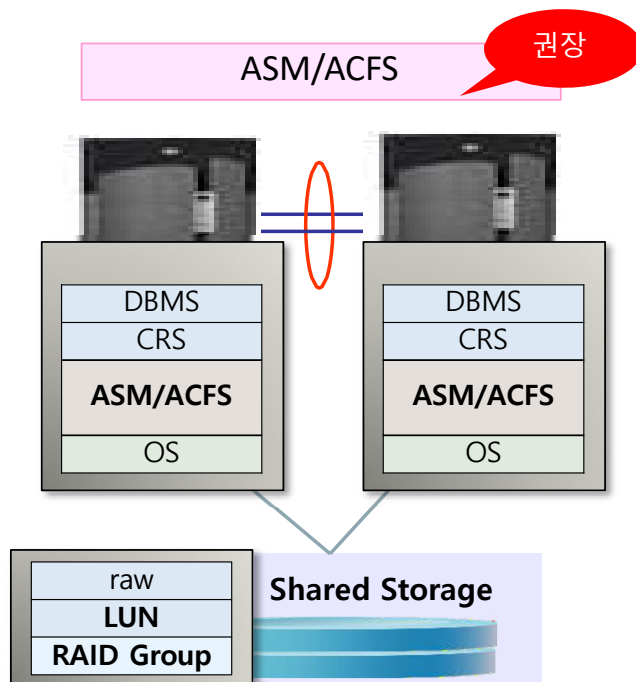 권장
ASM/ACFS
DBMS
CRS
ASM/ACFS
OS
DBMS
CRS
ASM/ACFS
OS
raw
LUN
RAID Group
Shared Storage